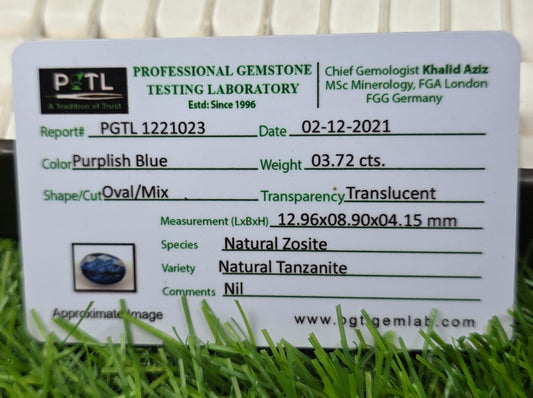 PGTL
A Tradition of Trust
PROFESSIONAL GEMSTONE
TESTING LABORATORY
Estd: Since 1996
Chief Gemologist Khalid Aziz
MSc Minerology, FGA London
FGG Germany
Report# PGTL 1221023 Date 02-12-2021
Color Purplish Blue Weight 03.72 cts.
Shape/Cut Oval/Mix Transparency Translucent
Measurement (LxBxH) 12.96x08.90x04.15 mm
Species Natural Zosite
Variety Natural Tanzanite
Comments Nil
Approximate Image www.pgtlgemlab.com